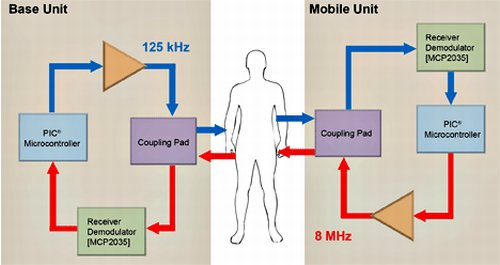 Base Unit
125 kHz
PIC®
Microcontroller
Coupling Pad
Receiver
Demodulator
[MCP2035]
Mobile Unit
Receiver
Demodulator
[MCP2035]
Coupling Pad
PIC®
Microcontroller
8 MHz